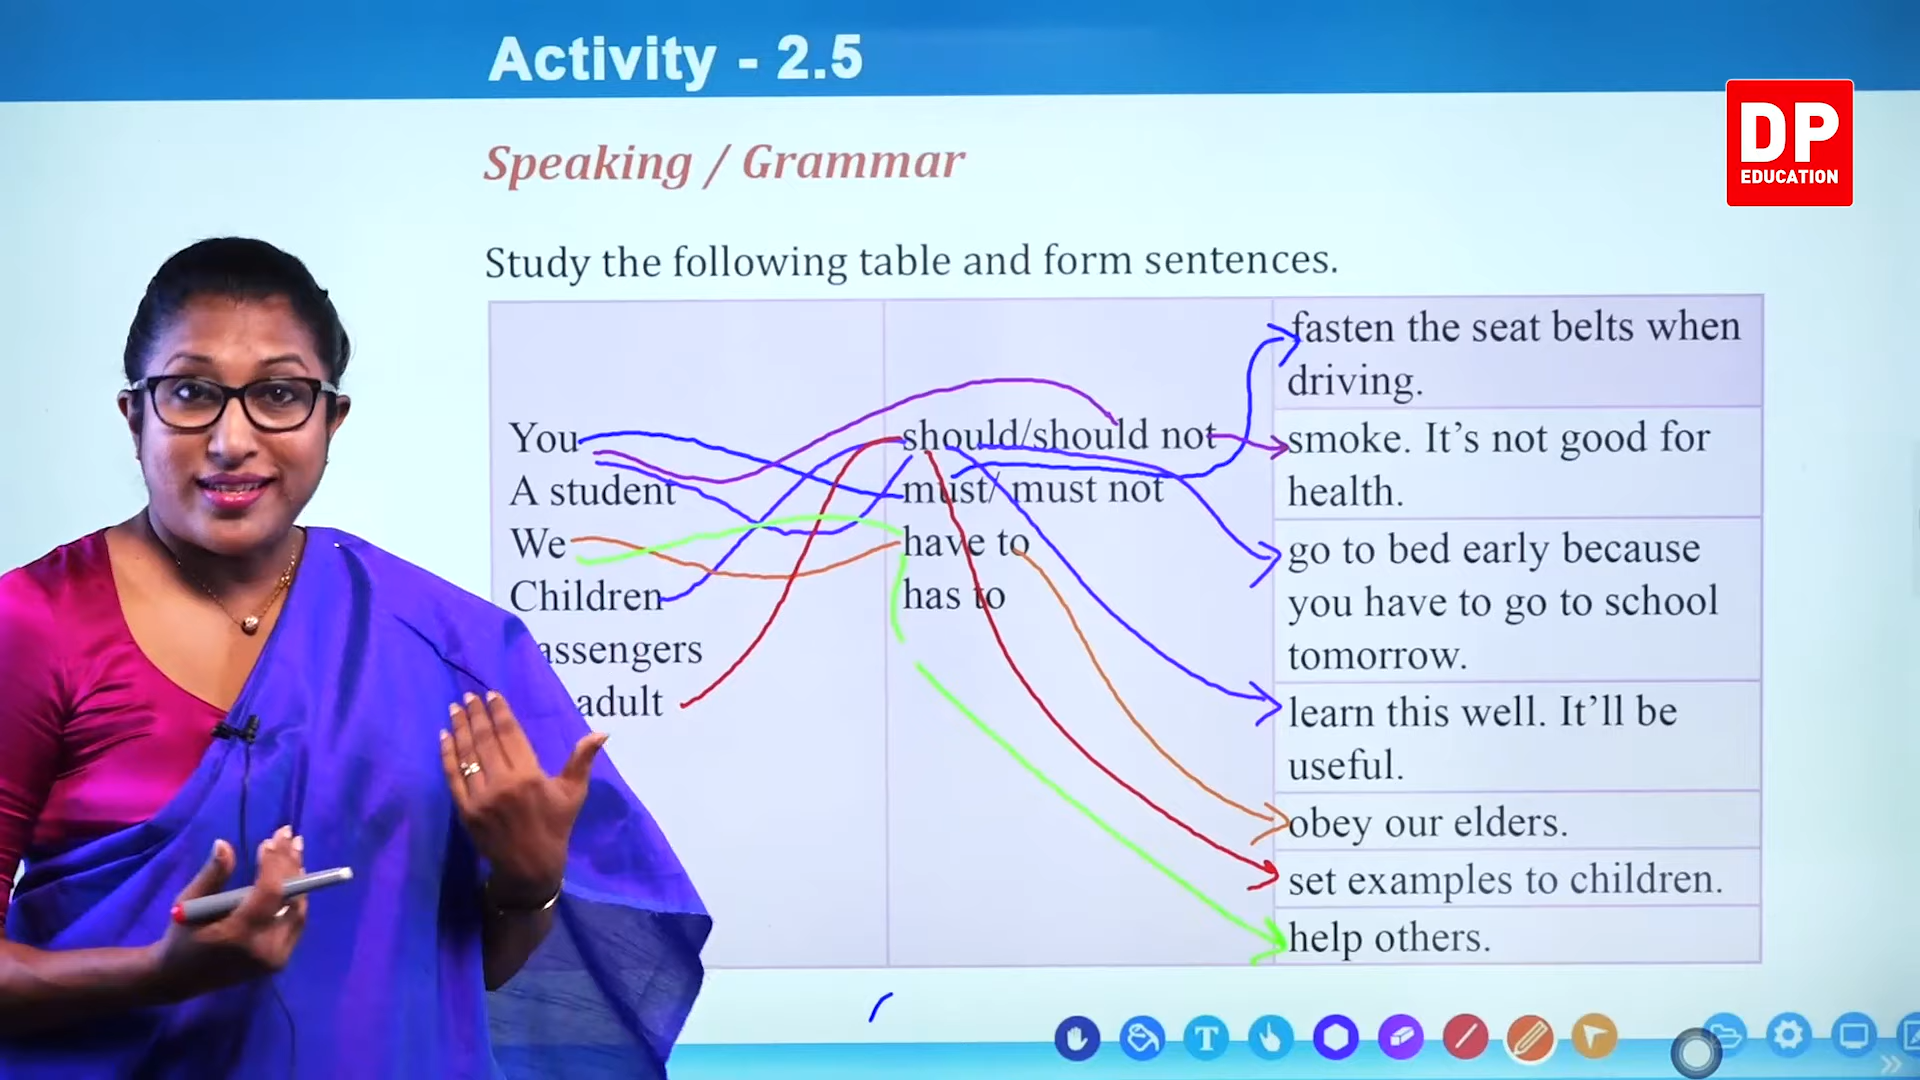 Activity - 2.5
DP
EDUCATION
Speaking / Grammar
Study the following table and form sentences.
You
A student
We
Children
assengers
adult
should/should not
must/ must not
have to
has to
fasten the seat belts when
driving.
smoke. It's not good for
health.
go to bed early because
you have to go to school
tomorrow.
learn this well. It'll be
useful.
obey our elders.
set examples to children.
help others.
T